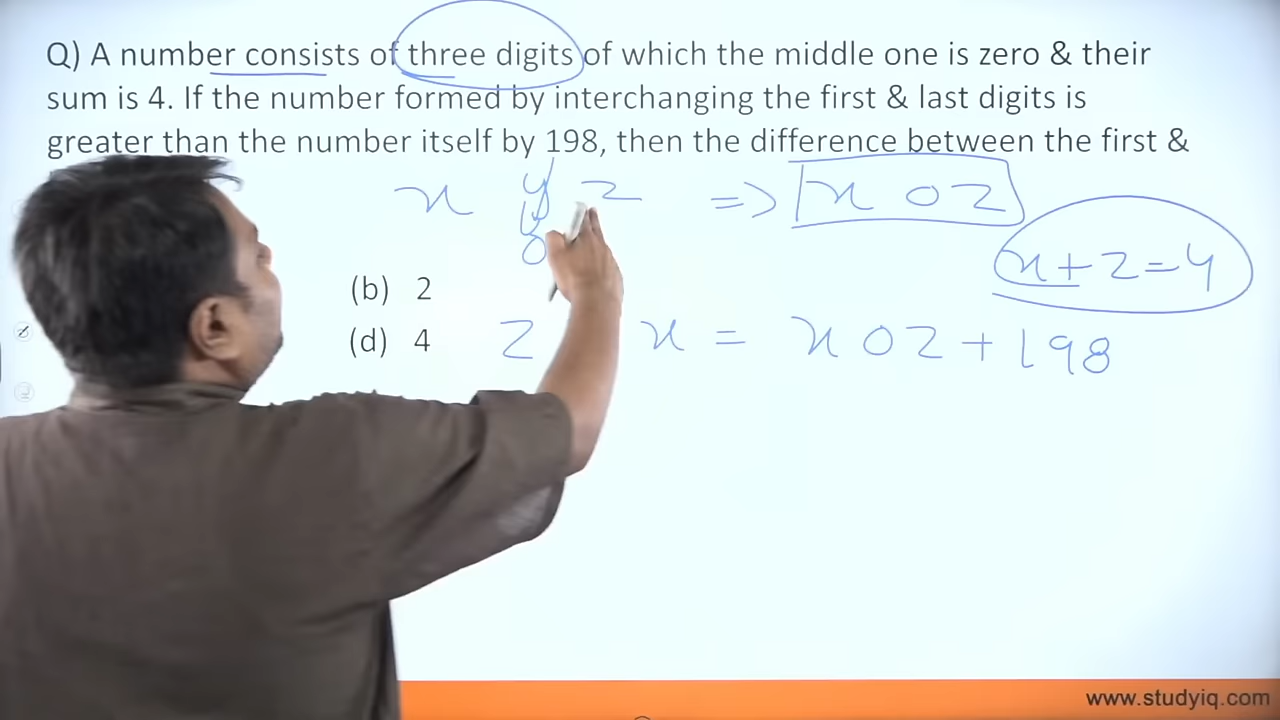 Q) A number consists of three digits of which the middle one is zero & their
sum is 4. If the number formed by interchanging the first & last digits is
greater than the number itself by 198, then the difference between the first &
x y z => x 0 z
0
x + z = 4
(b) 2
(d) 4
z x = x 0 z + 198
www.studyiq.com